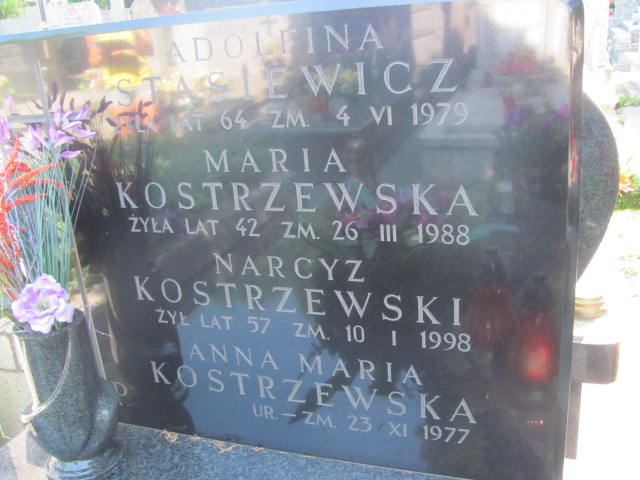 ADOLFINA
STASIEWICZ
ŻYŁA LAT 64 ZM. 4 VI 1979
MARIA
KOSTRZEWSKA
ŻYŁA LAT 42 ZM. 26 III 1988
NARCYZ
KOSTRZEWSKI
ŻYŁ LAT 57 ZM. 10 I 1998
ANNA MARIA
KOSTRZEWSKA
UR.— ZM. 23 XI 1977